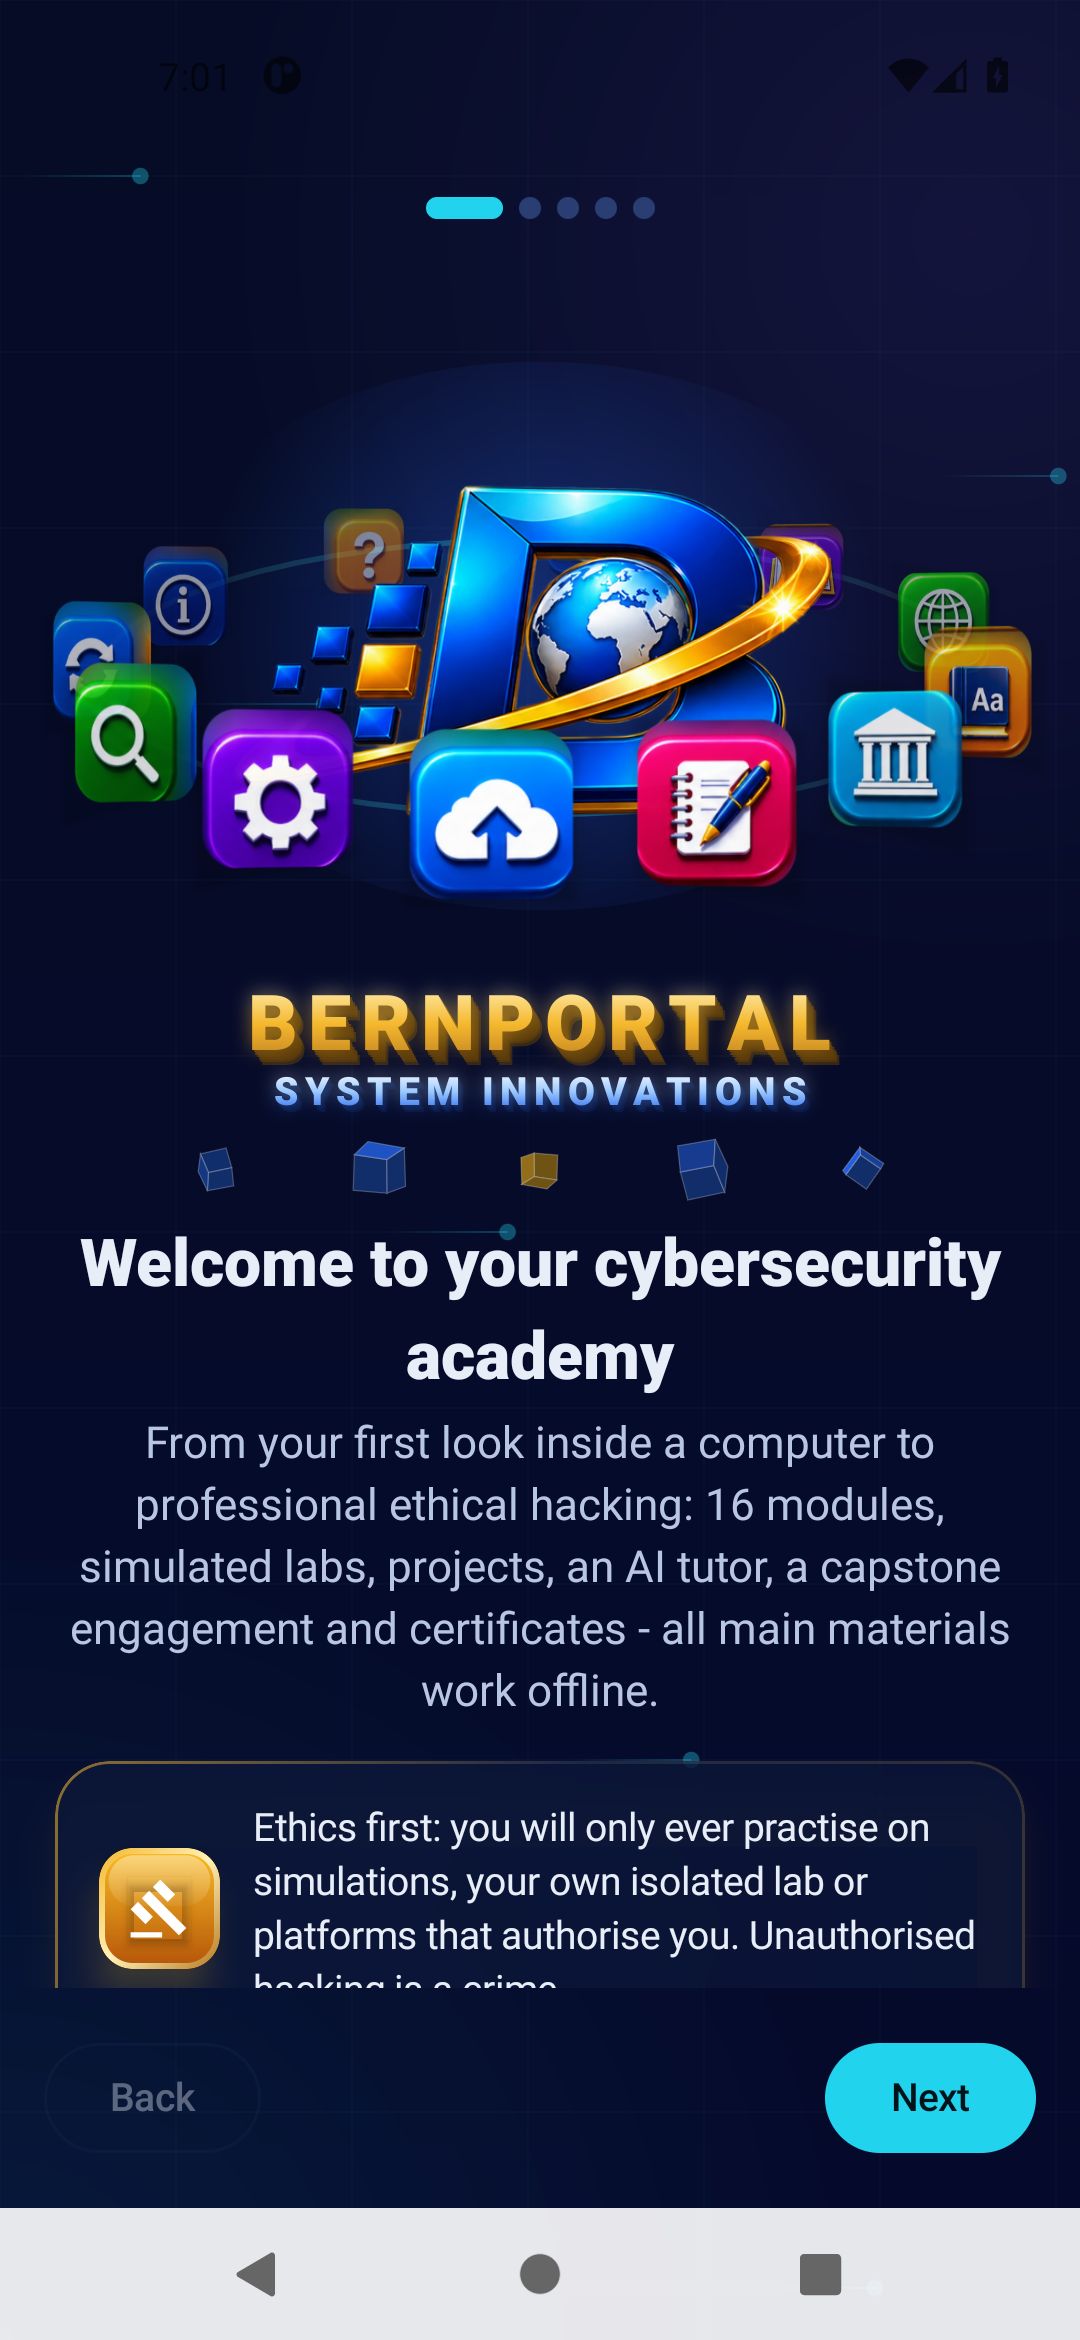 7:01
?
i
Aa
BERNPORTAL
SYSTEM INNOVATIONS
Welcome to your cybersecurity
academy
From your first look inside a computer to
professional ethical hacking: 16 modules,
simulated labs, projects, an AI tutor, a capstone
engagement and certificates - all main materials
work offline.
Ethics first: you will only ever practise on
simulations, your own isolated lab or
platforms that authorise you. Unauthorised
hacking is a crime.
Back
Next